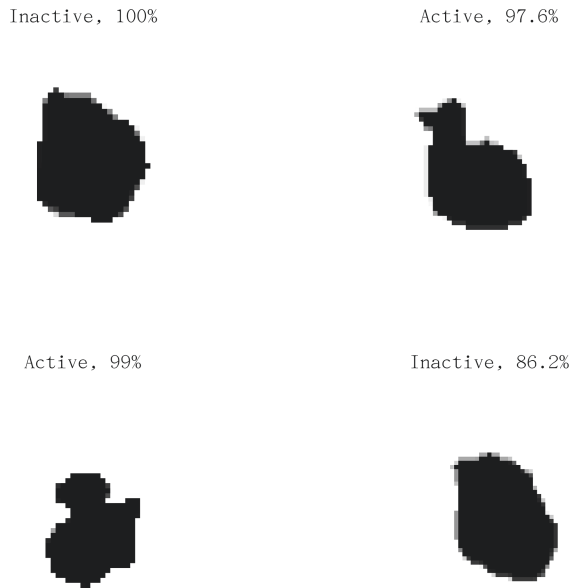 Inactive, 100%
Active, 97.6%
Active, 99%
Inactive, 86.2%